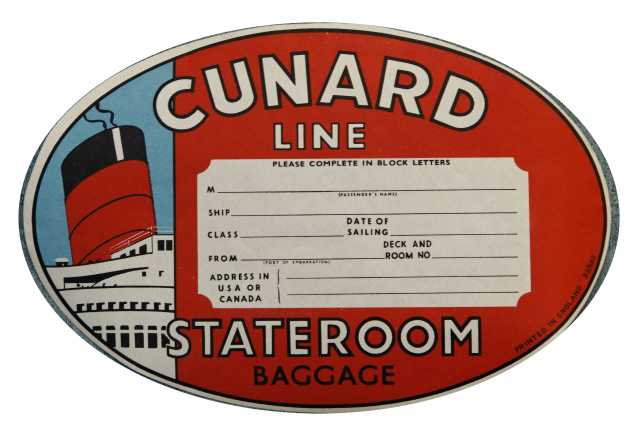 CUNARD
LINE
PLEASE COMPLETE IN BLOCK LETTERS
M
(PASSENGER'S NAME)
SHIP
CLASS DATE OF SAILING
FROM DECK AND ROOM NO
(PORT OF EMBARKATION)
ADDRESS IN
U S A OR
CANADA
STATEROOM
BAGGAGE
PRINTED IN ENGLAND